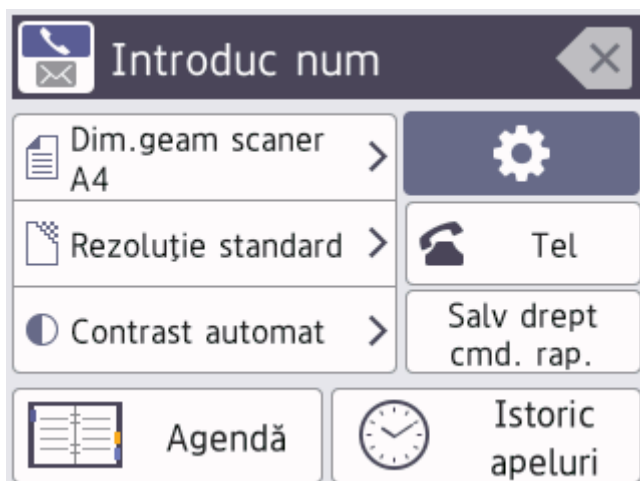 Introduc num
Dim.geam scaner
A4
Rezoluţie standard
Tel
Contrast automat
Salv drept
cmd. rap.
Agendă
Istoric
apeluri